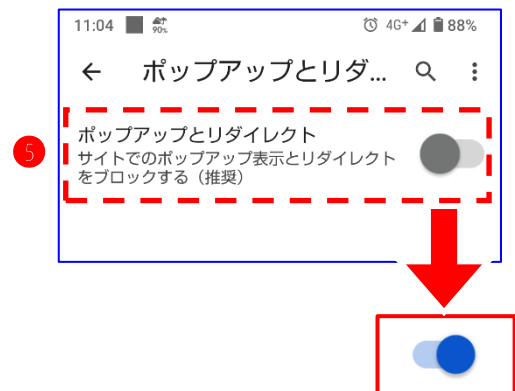 11:04 90% 4G+ 88%
ポップアップとリダ...
5
ポップアップとリダイレクト
サイトでのポップアップ表示とリダイレクト
をブロックする（推奨）